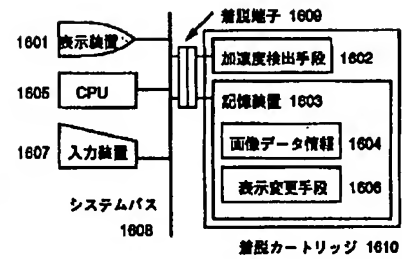 着脱端子 1609
1601 表示装置
加速度検出手段 1602
1605 CPU
記憶装置 1603
画像データ情報 1604
1607 入力装置
表示変更手段 1606
システムバス
1608
着脱カートリッジ 1610